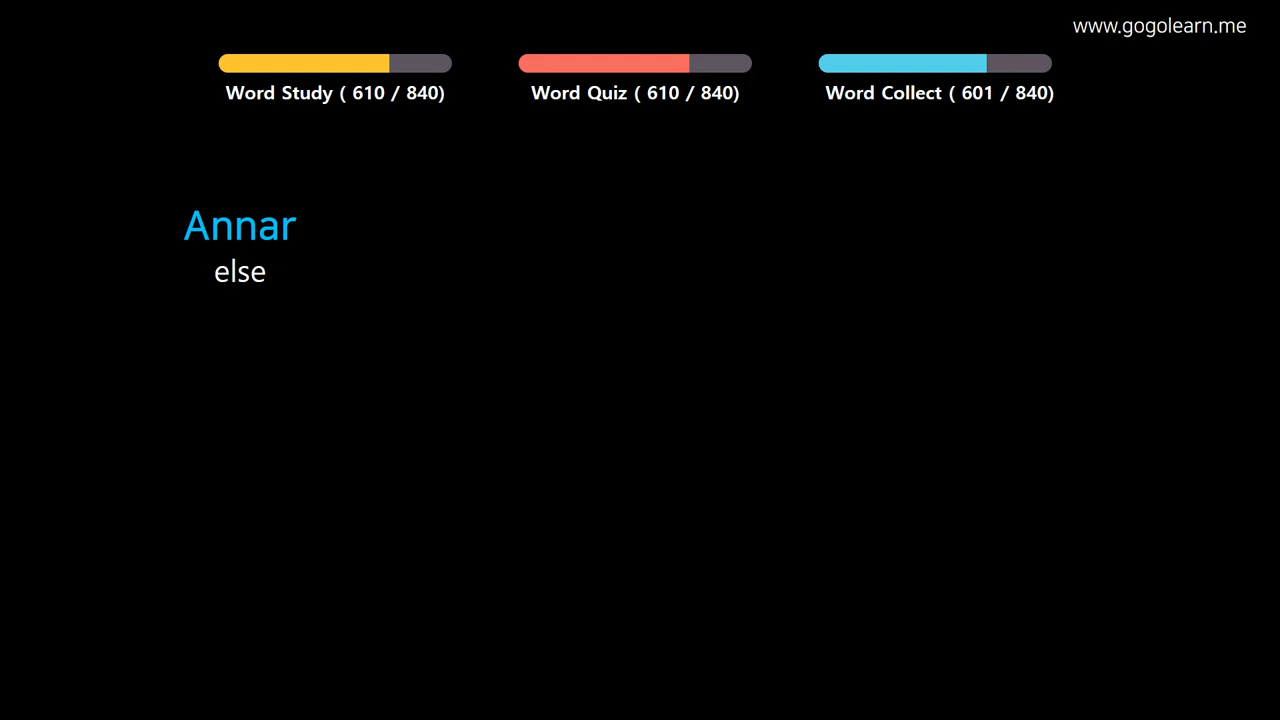 www.gogolearn.me
Word Study ( 610 / 840)
Word Quiz ( 610 / 840)
Word Collect ( 601 / 840)
Annar
else